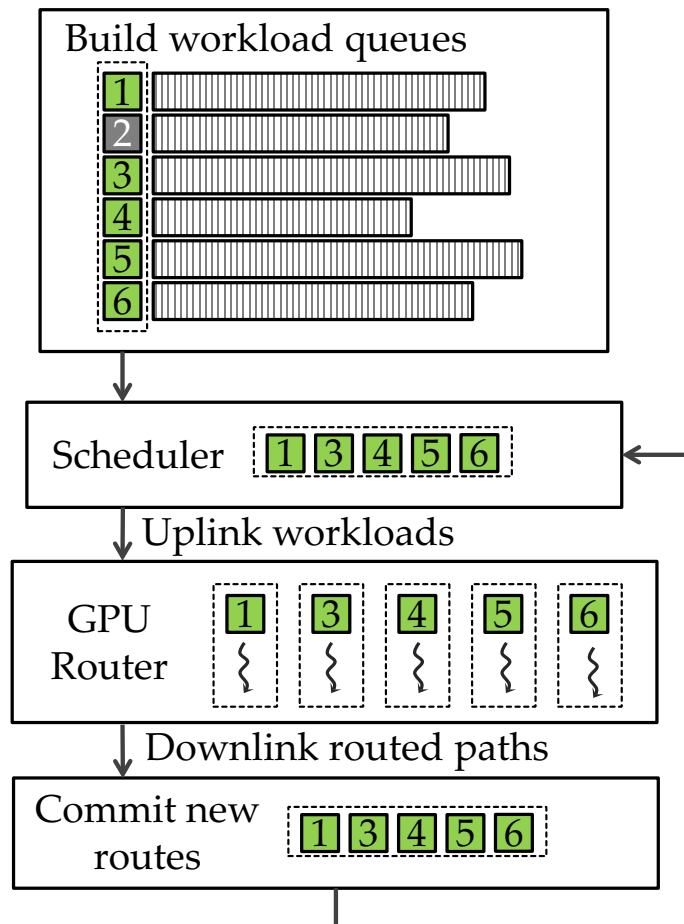 Build workload queues
1
2
3
4
5
6
Scheduler 1 3 4 5 6
Uplink workloads
GPU
Router
1 3 4 5 6
Downlink routed paths
Commit new
routes
1 3 4 5 6